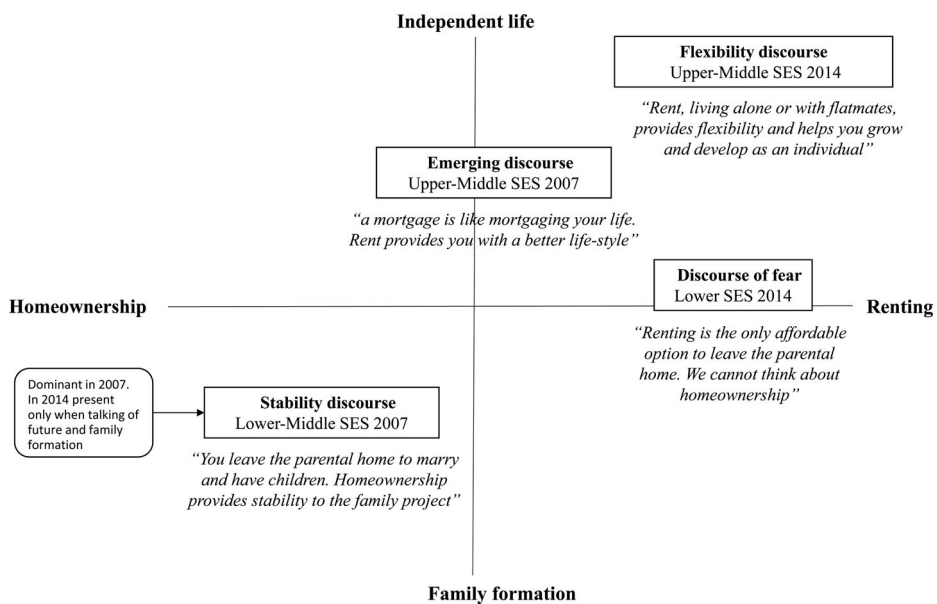 Independent life
Flexibility discourse
Upper-Middle SES 2014
“Rent, living alone or with flatmates,
provides flexibility and helps you grow
and develop as an individual”
Emerging discourse
Upper-Middle SES 2007
“a mortgage is like mortgaging your life.
Rent provides you with a better life-style”
Discourse of fear
Lower SES 2014
Homeownership
Renting
“Renting is the only affordable
option to leave the parental
home. We cannot think about
homeownership”
Dominant in 2007.
In 2014 present
only when talking of
future and family
formation
Stability discourse
Lower-Middle SES 2007
“You leave the parental home to marry
and have children. Homeownership
provides stability to the family project”
Family formation